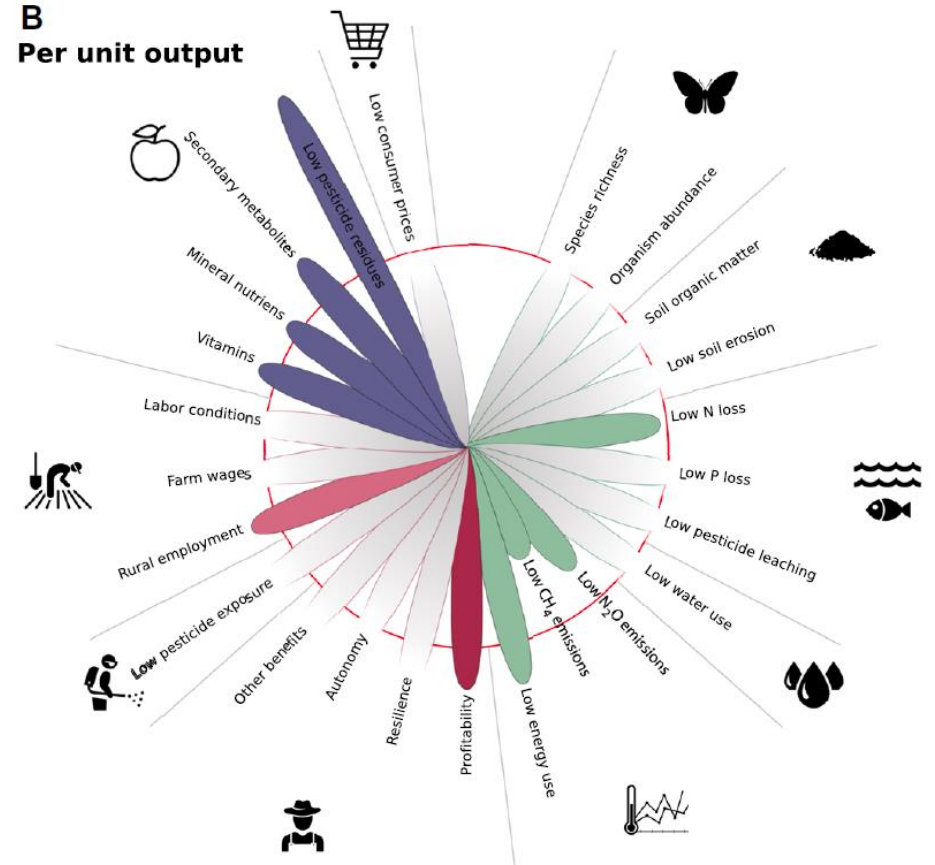 B
Per unit output
Low consumer prices
Species richness
Organism abundance
Soil organic matter
Low soil erosion
Low N loss
Low P loss
Low pesticide leaching
Low water use
Low N2O emissions
Low CH4 emissions
Low energy use
Profitability
Resilience
Autonomy
Other benefits
Low pesticide exposure
Rural employment
Farm wages
Labor conditions
Vitamins
Mineral nutriens
Secondary metabolites
Low pesticide residues